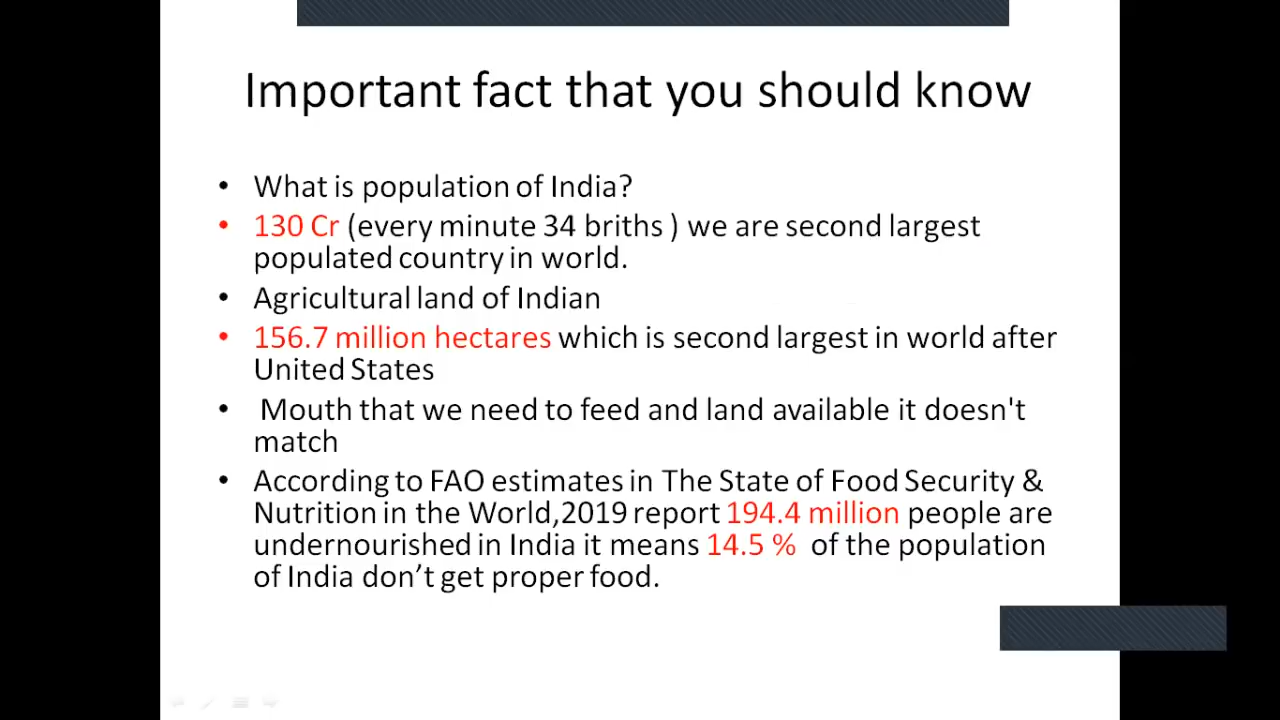 Important fact that you should know
• What is population of India?
• 130 Cr (every minute 34 briths ) we are second largest
populated country in world.
• Agricultural land of Indian
• 156.7 million hectares which is second largest in world after
United States
• Mouth that we need to feed and land available it doesn't
match
• According to FAO estimates in The State of Food Security &
Nutrition in the World,2019 report 194.4 million people are
undernourished in India it means 14.5 % of the population
of India don’t get proper food.